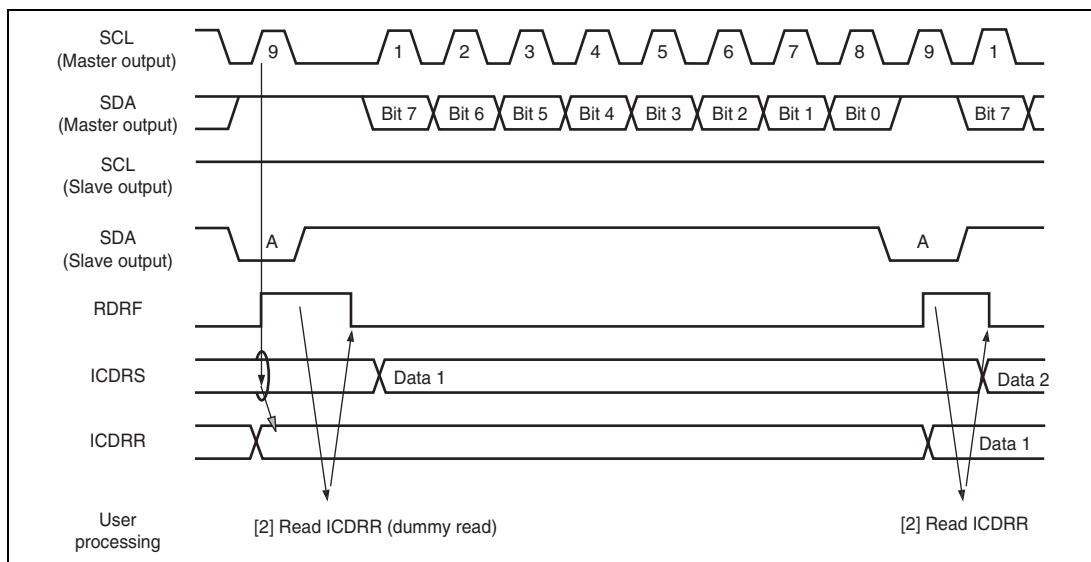 SCL
(Master output)
9 1 2 3 4 5 6 7 8 9 1
SDA
(Master output)
Bit 7 Bit 6 Bit 5 Bit 4 Bit 3 Bit 2 Bit 1 Bit 0 Bit 7
SCL
(Slave output)
SDA
(Slave output)
A A
RDRF
ICDRS
Data 1 Data 2
ICDRR
Data 1
User
processing
[2] Read ICDRR (dummy read) [2] Read ICDRR